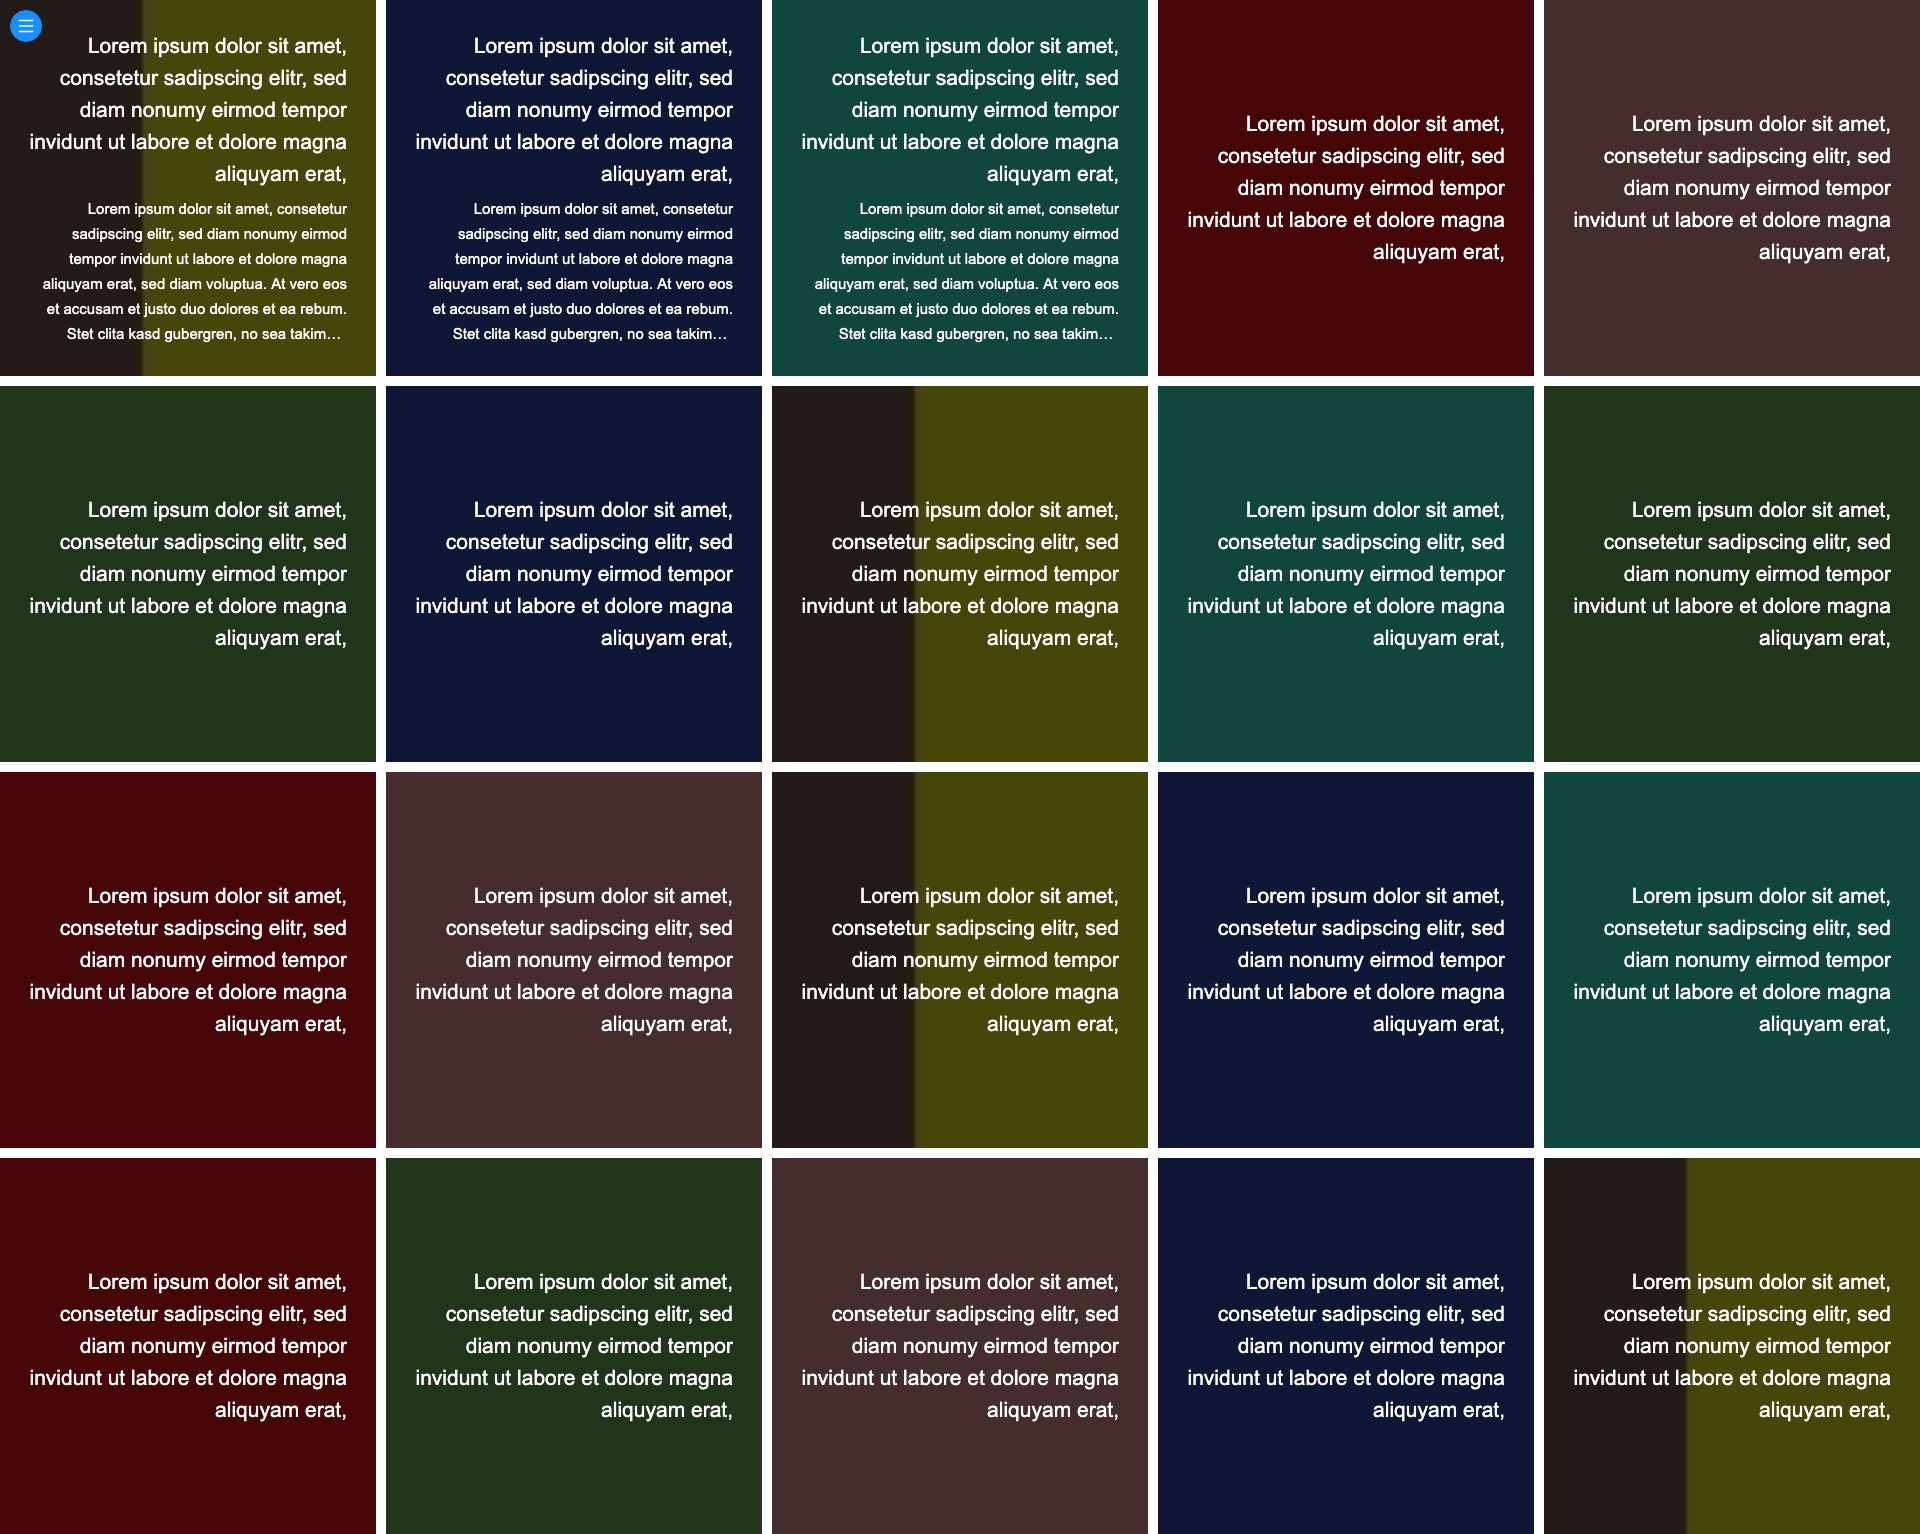 Lorem ipsum dolor sit amet,
consetetur sadipscing elitr, sed
diam nonumy eirmod tempor
invidunt ut labore et dolore magna
aliquyam erat,
Lorem ipsum dolor sit amet, consetetur
sadipscing elitr, sed diam nonumy eirmod
tempor invidunt ut labore et dolore magna
aliquyam erat, sed diam voluptua. At vero eos
et accusam et justo duo dolores et ea rebum.
Stet clita kasd gubergren, no sea takim…
Lorem ipsum dolor sit amet,
consetetur sadipscing elitr, sed
diam nonumy eirmod tempor
invidunt ut labore et dolore magna
aliquyam erat,
Lorem ipsum dolor sit amet, consetetur
sadipscing elitr, sed diam nonumy eirmod
tempor invidunt ut labore et dolore magna
aliquyam erat, sed diam voluptua. At vero eos
et accusam et justo duo dolores et ea rebum.
Stet clita kasd gubergren, no sea takim…
Lorem ipsum dolor sit amet,
consetetur sadipscing elitr, sed
diam nonumy eirmod tempor
invidunt ut labore et dolore magna
aliquyam erat,
Lorem ipsum dolor sit amet, consetetur
sadipscing elitr, sed diam nonumy eirmod
tempor invidunt ut labore et dolore magna
aliquyam erat, sed diam voluptua. At vero eos
et accusam et justo duo dolores et ea rebum.
Stet clita kasd gubergren, no sea takim…
Lorem ipsum dolor sit amet,
consetetur sadipscing elitr, sed
diam nonumy eirmod tempor
invidunt ut labore et dolore magna
aliquyam erat,
Lorem ipsum dolor sit amet,
consetetur sadipscing elitr, sed
diam nonumy eirmod tempor
invidunt ut labore et dolore magna
aliquyam erat,
Lorem ipsum dolor sit amet,
consetetur sadipscing elitr, sed
diam nonumy eirmod tempor
invidunt ut labore et dolore magna
aliquyam erat,
Lorem ipsum dolor sit amet,
consetetur sadipscing elitr, sed
diam nonumy eirmod tempor
invidunt ut labore et dolore magna
aliquyam erat,
Lorem ipsum dolor sit amet,
consetetur sadipscing elitr, sed
diam nonumy eirmod tempor
invidunt ut labore et dolore magna
aliquyam erat,
Lorem ipsum dolor sit amet,
consetetur sadipscing elitr, sed
diam nonumy eirmod tempor
invidunt ut labore et dolore magna
aliquyam erat,
Lorem ipsum dolor sit amet,
consetetur sadipscing elitr, sed
diam nonumy eirmod tempor
invidunt ut labore et dolore magna
aliquyam erat,
Lorem ipsum dolor sit amet,
consetetur sadipscing elitr, sed
diam nonumy eirmod tempor
invidunt ut labore et dolore magna
aliquyam erat,
Lorem ipsum dolor sit amet,
consetetur sadipscing elitr, sed
diam nonumy eirmod tempor
invidunt ut labore et dolore magna
aliquyam erat,
Lorem ipsum dolor sit amet,
consetetur sadipscing elitr, sed
diam nonumy eirmod tempor
invidunt ut labore et dolore magna
aliquyam erat,
Lorem ipsum dolor sit amet,
consetetur sadipscing elitr, sed
diam nonumy eirmod tempor
invidunt ut labore et dolore magna
aliquyam erat,
Lorem ipsum dolor sit amet,
consetetur sadipscing elitr, sed
diam nonumy eirmod tempor
invidunt ut labore et dolore magna
aliquyam erat,
Lorem ipsum dolor sit amet,
consetetur sadipscing elitr, sed
diam nonumy eirmod tempor
invidunt ut labore et dolore magna
aliquyam erat,
Lorem ipsum dolor sit amet,
consetetur sadipscing elitr, sed
diam nonumy eirmod tempor
invidunt ut labore et dolore magna
aliquyam erat,
Lorem ipsum dolor sit amet,
consetetur sadipscing elitr, sed
diam nonumy eirmod tempor
invidunt ut labore et dolore magna
aliquyam erat,
Lorem ipsum dolor sit amet,
consetetur sadipscing elitr, sed
diam nonumy eirmod tempor
invidunt ut labore et dolore magna
aliquyam erat,
Lorem ipsum dolor sit amet,
consetetur sadipscing elitr, sed
diam nonumy eirmod tempor
invidunt ut labore et dolore magna
aliquyam erat,